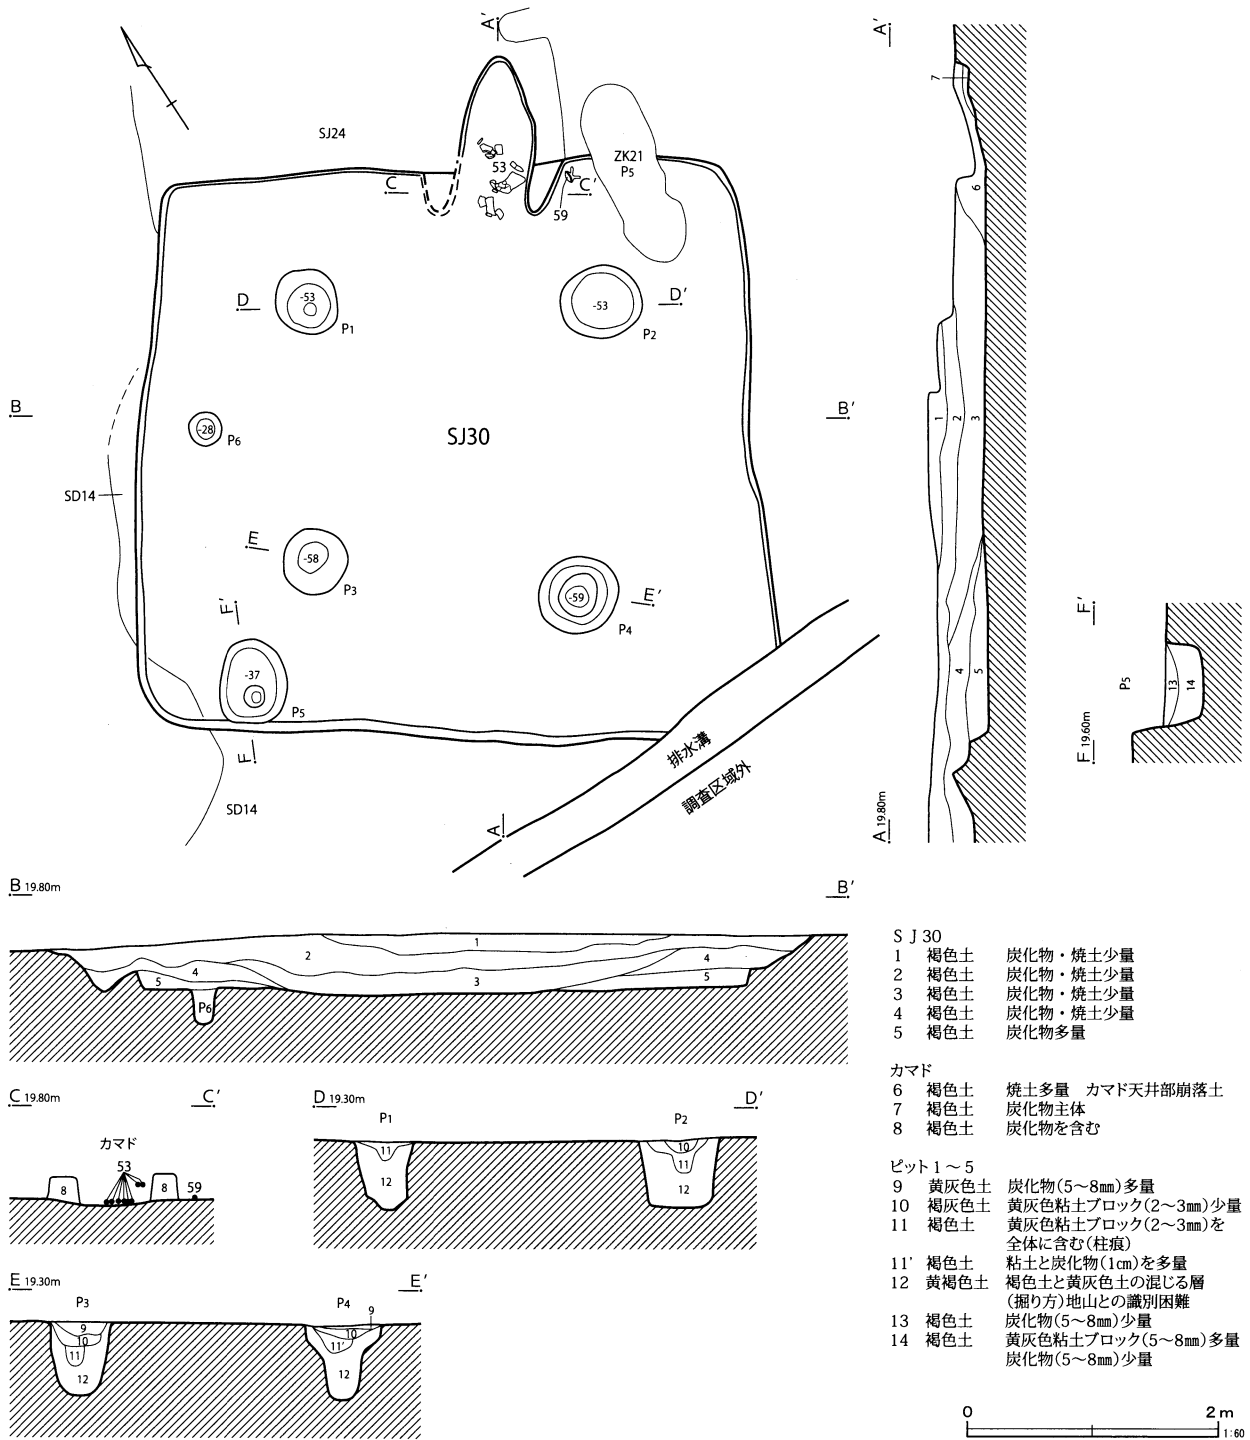 A'
A'
SJ24
ZK21
P5
53
C
C'
59
7
6
D
-53
P1
-53
D'
P2
B
-28
P6
SJ30
B'
1
2
3
SD14
E
-58
P3
-59
E'
P4
F'
-37
P5
F
4
5
F'
P5
13
14
F 19.60m
排水溝
調査区域外
SD14
A
A 19.80m
B 19.80m
B'
1
2
4
4
5
3
5
P6
C 19.80m
C'
カマド
53
8
8
59
D 19.30m
D'
P1
P2
11
12
10
11
12
E 19.30m
E'
P3
P4
9
9
10
11
12
10
11'
12
SJ30
1 褐色土 炭化物・焼土少量
2 褐色土 炭化物・焼土少量
3 褐色土 炭化物・焼土少量
4 褐色土 炭化物・焼土少量
5 褐色土 炭化物多量
カマド
6 褐色土 焼土多量 カマド天井部崩落土
7 褐色土 炭化物主体
8 褐色土 炭化物を含む
ピット1～5
9 黄灰色土 炭化物(5～8㎜)多量
10 褐灰色土 黄灰色粘土ブロック(2～3㎜)少量
11 褐色土 黄灰色粘土ブロック(2～3㎜)を
全体に含む(柱痕)
11' 褐色土 粘土と炭化物(1㎝)を多量
12 黄褐色土 褐色土と黄灰色土の混じる層
(掘り方)地山との識別困難
13 褐色土 炭化物(5～8㎜)少量
14 褐色土 黄灰色粘土ブロック(5～8㎜)多量
炭化物(5～8㎜)少量
0 2m
1:60